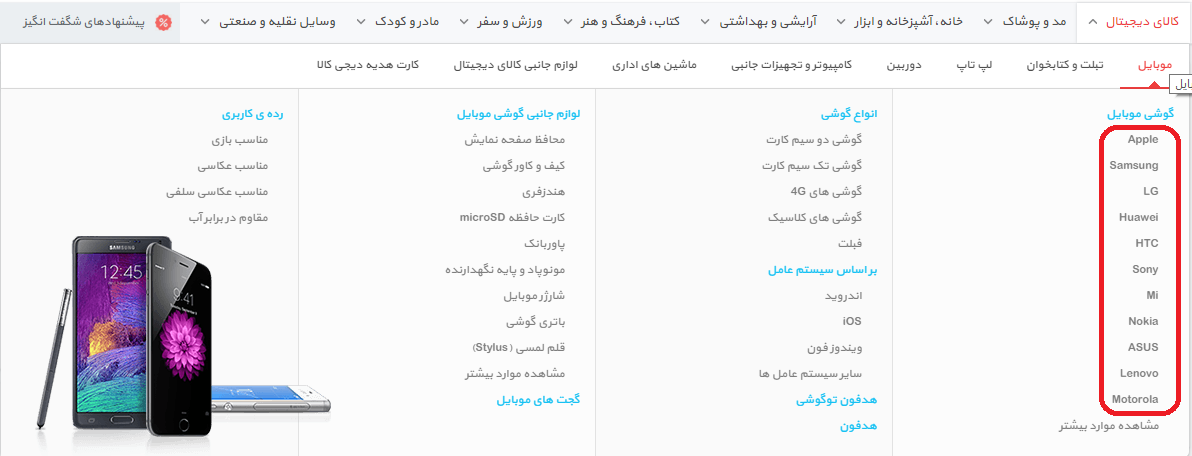 کالای دیجیتال
مد و پوشاک
خانه، آشپزخانه و ابزار
آرایشی و بهداشتی
کتاب، فرهنگ و هنر
ورزش و سفر
مادر و کودک
وسایل نقلیه و صنعتی
پیشنهادهای شگفت انگیز
موبایل
تبلت و کتابخوان
لپ تاپ
دوربین
کامپیوتر و تجهیزات جانبی
ماشین های اداری
لوازم جانبی کالای دیجیتال
کارت هدیه دیجی کالا
گوشی موبایل
Apple
Samsung
LG
Huawei
HTC
Sony
Mi
Nokia
ASUS
Lenovo
Motorola
مشاهده موارد بیشتر
انواع گوشی
گوشی دو سیم کارت
گوشی تک سیم کارت
گوشی های 4G
گوشی های کلاسیک
فبلت
بر اساس سیستم عامل
اندروید
iOS
ویندوز فون
سایر سیستم عامل ها
هدفون توگوشی
هدفون
لوازم جانبی گوشی موبایل
محافظ صفحه نمایش
کیف و کاور گوشی
هندزفری
کارت حافظه microSD
پاوربانک
مونوپاد و پایه نگهدارنده
شارژر موبایل
باتری گوشی
قلم لمسی (Stylus)
مشاهده موارد بیشتر
گجت های موبایل
رده ی کاربری
مناسب بازی
مناسب عکاسی
مناسب عکاسی سلفی
مقاوم در برابر آب
SAMSUNG
12:45
9:41